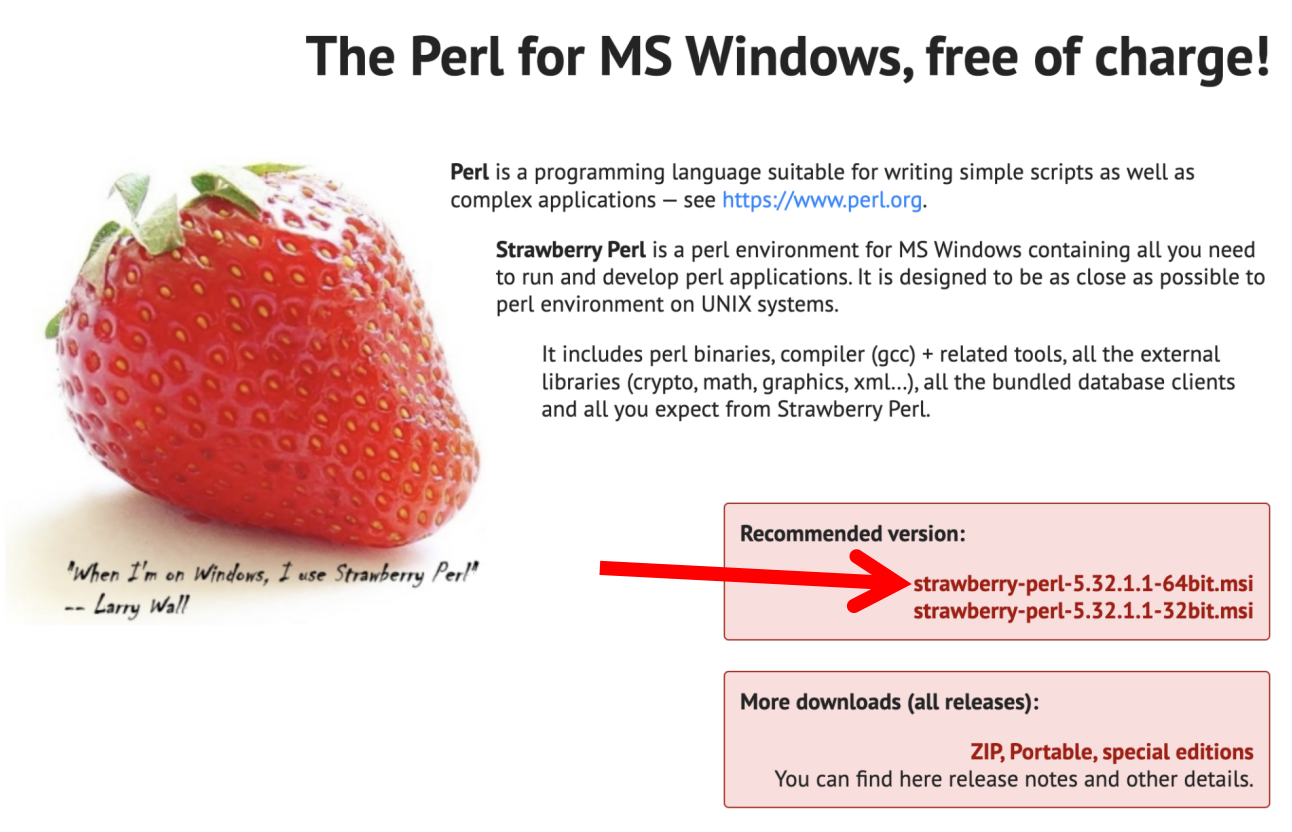 The Perl for MS Windows, free of charge!
Perl is a programming language suitable for writing simple scripts as well as
complex applications — see https://www.perl.org.
Strawberry Perl is a perl environment for MS Windows containing all you need
to run and develop perl applications. It is designed to be as close as possible to
perl environment on UNIX systems.
It includes perl binaries, compiler (gcc) + related tools, all the external
libraries (crypto, math, graphics, xml...), all the bundled database clients
and all you expect from Strawberry Perl.
"When I'm on Windows, I use Strawberry Perl"
-- Larry Wall
Recommended version:
strawberry-perl-5.32.1.1-64bit.msi
strawberry-perl-5.32.1.1-32bit.msi
More downloads (all releases):
ZIP, Portable, special editions
You can find here release notes and other details.